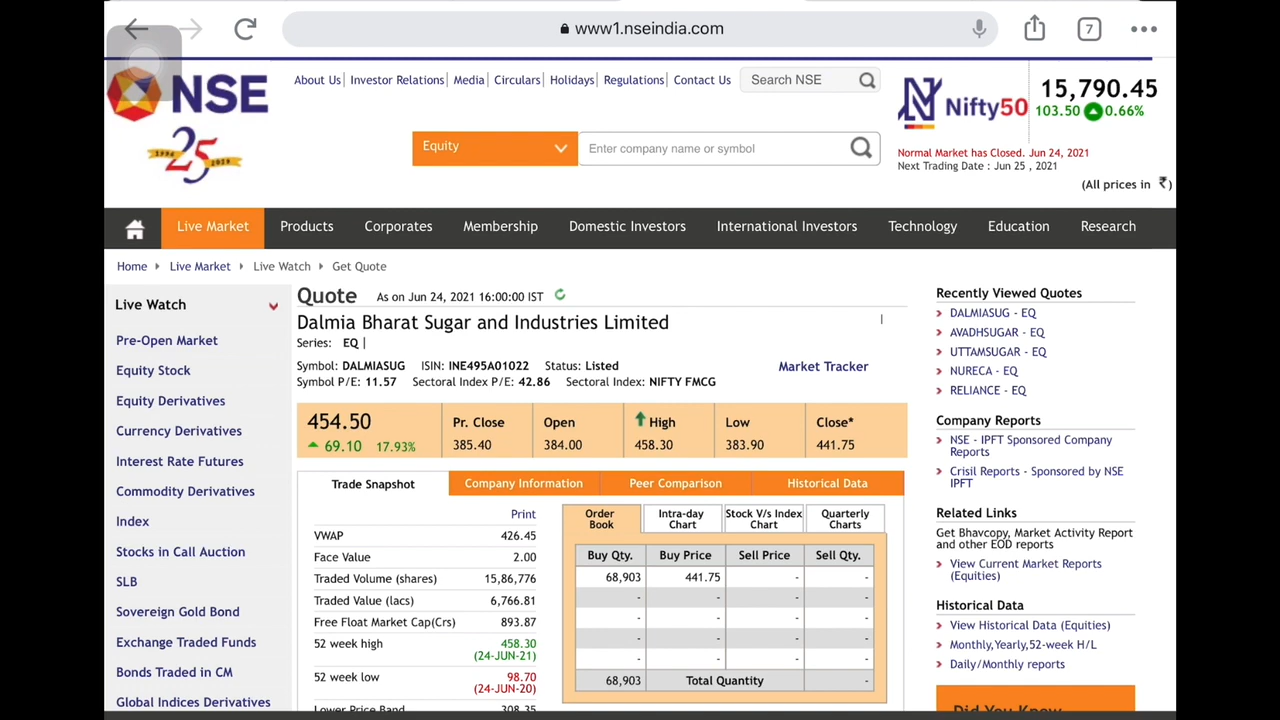 www1.nseindia.com
7
NSE
25
About Us| Investor Relations| Media| Circulars| Holidays| Regulations| Contact Us
Search NSE
Equity
Enter company name or symbol
Nifty50
15,790.45
103.50 0.66%
Normal Market has Closed. Jun 24, 2021
Next Trading Date : Jun 25 , 2021
(All prices in ₹)
Live Market Products Corporates Membership Domestic Investors International Investors Technology Education Research
Home Live Market Live Watch Get Quote
Live Watch
Pre-Open Market
Equity Stock
Equity Derivatives
Currency Derivatives
Interest Rate Futures
Commodity Derivatives
Index
Stocks in Call Auction
SLB
Sovereign Gold Bond
Exchange Traded Funds
Bonds Traded in CM
Global Indices Derivatives
Quote As on Jun 24, 2021 16:00:00 IST
Dalmia Bharat Sugar and Industries Limited |
Series: EQ |
Symbol: DALMIASUG ISIN: INE495A01022 Status: Listed
Market Tracker
Symbol P/E: 11.57 Sectoral Index P/E: 42.86 Sectoral Index: NIFTY FMCG
454.50 Pr. Close Open High Low Close*
69.10 17.93% 385.40 384.00 458.30 383.90 441.75
Trade Snapshot Company Information Peer Comparison Historical Data
Print
VWAP 426.45
Face Value 2.00
Traded Volume (shares) 15,86,776
Traded Value (lacs) 6,766.81
Free Float Market Cap(Crs) 893.87
52 week high 458.30
(24-JUN-21)
52 week low 98.70
(24-JUN-20)
Lower Price Band 308.35
Order Book
Intra-day Chart
Stock V/s Index Chart
Quarterly Charts
Buy Qty. Buy Price Sell Price Sell Qty.
68,903 441.75 - -
- - - -
- - - -
- - - -
- - - -
68,903 Total Quantity -
Recently Viewed Quotes
DALMIASUG - EQ
AVADHSUGAR - EQ
UTTAMSUGAR - EQ
NURECA - EQ
RELIANCE - EQ
Company Reports
NSE - IPFT Sponsored Company
Reports
Crisil Reports - Sponsored by NSE
IPFT
Related Links
Get Bhavcopy, Market Activity Report
and other EOD reports
View Current Market Reports
(Equities)
Historical Data
View Historical Data (Equities)
Monthly,Yearly,52-week H/L
Daily/Monthly reports
Did You Know